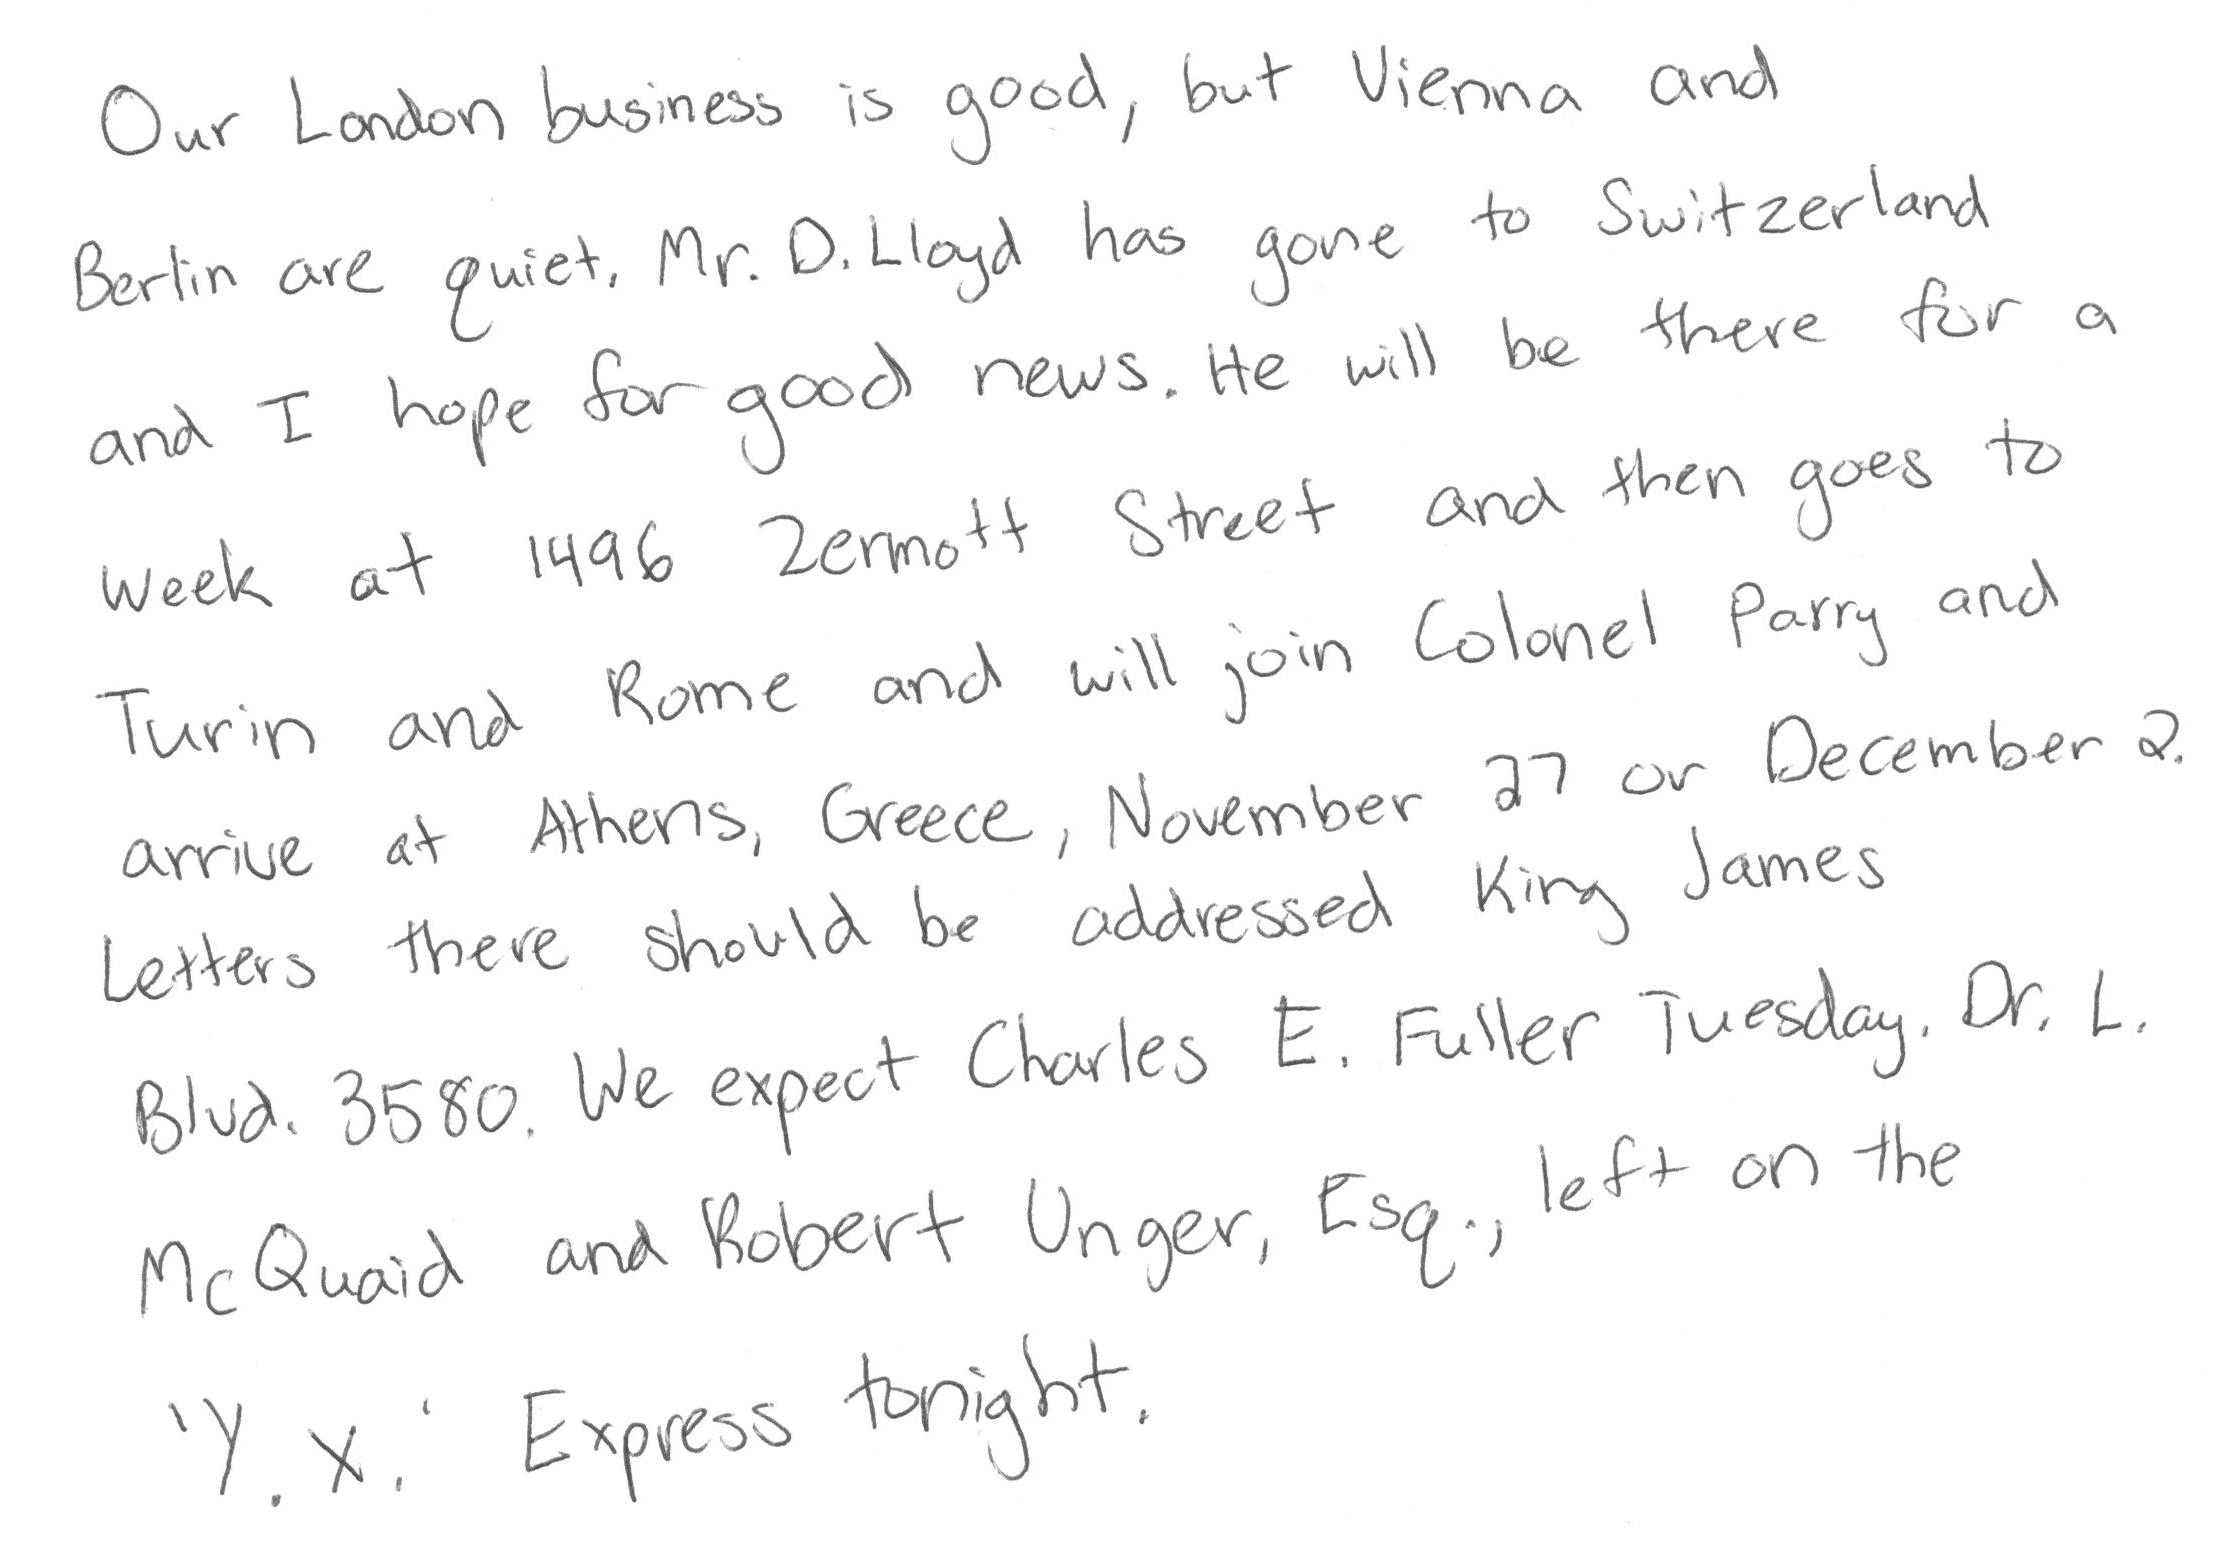 Our London business is good, but Vienna and
Berlin are quiet. Mr. D. Lloyd has gone to Switzerland
and I hope for good news. He will be there for a
week at 1496 Zermott Street and then goes to
Turin and Rome and will join Colonel Parry and
arrive at Athens, Greece, November 27 or December 2.
Letters there should be addressed King James
Blvd. 3580. We expect Charles E. Fuller Tuesday. Dr. L.
McQuaid and Robert Unger, Esq., left on the
'Y. X.' Express tonight.